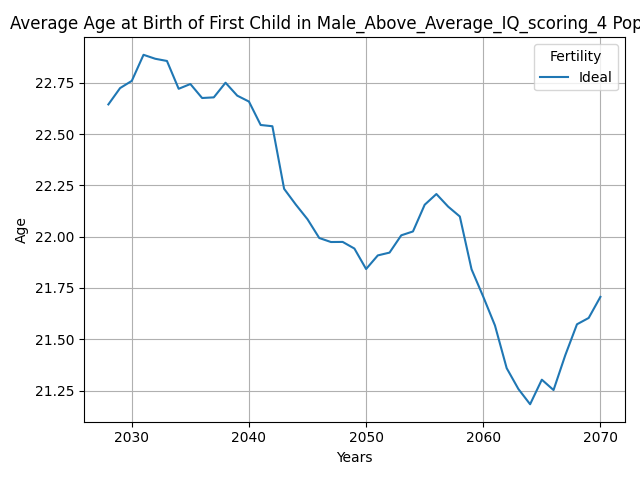 Average Age at Birth of First Child in Male_Above_Average_IQ_scoring_4 Pop
Fertility
Ideal
22.75
22.50
22.25
22.00
21.75
21.50
21.25
Age
2030 2040 2050 2060 2070
Years